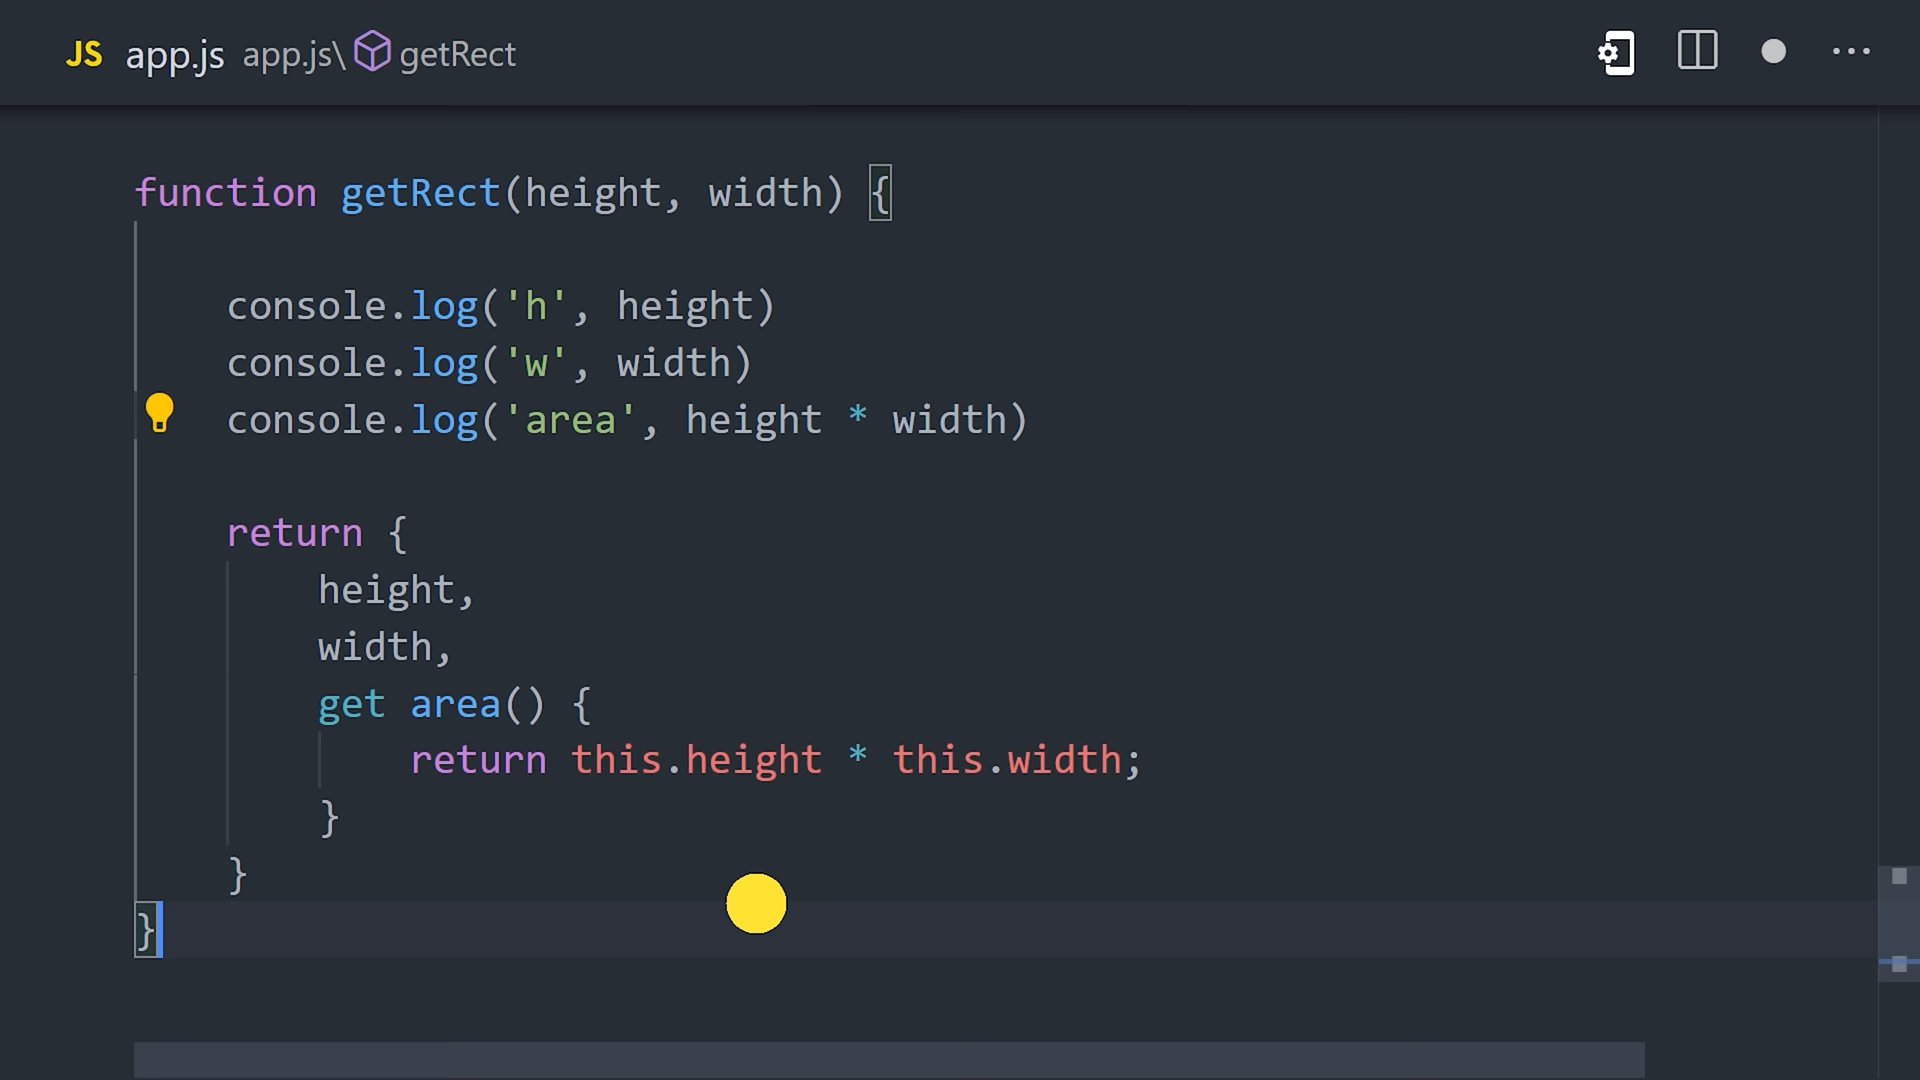 JS app.js app.js\ getRect
function getRect(height, width) {
console.log('h', height)
console.log('w', width)
console.log('area', height * width)
return {
height,
width,
get area() {
return this.height * this.width;
}
}
}